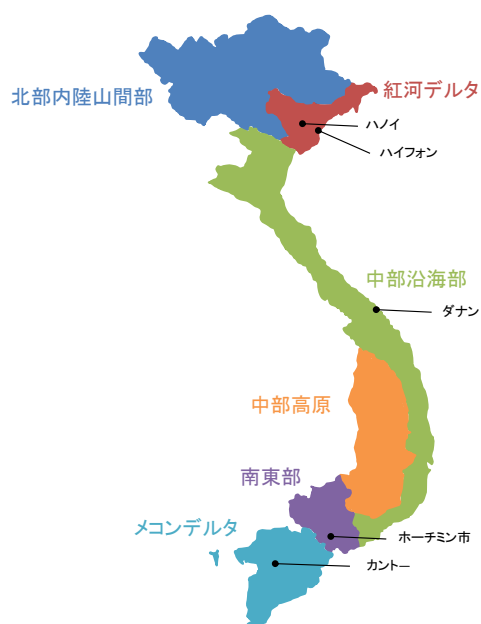 北部内陸山間部
紅河デルタ
ハノイ
ハイフォン
中部沿海部
ダナン
中部高原
南東部
メコンデルタ
ホーチミン市
カントー